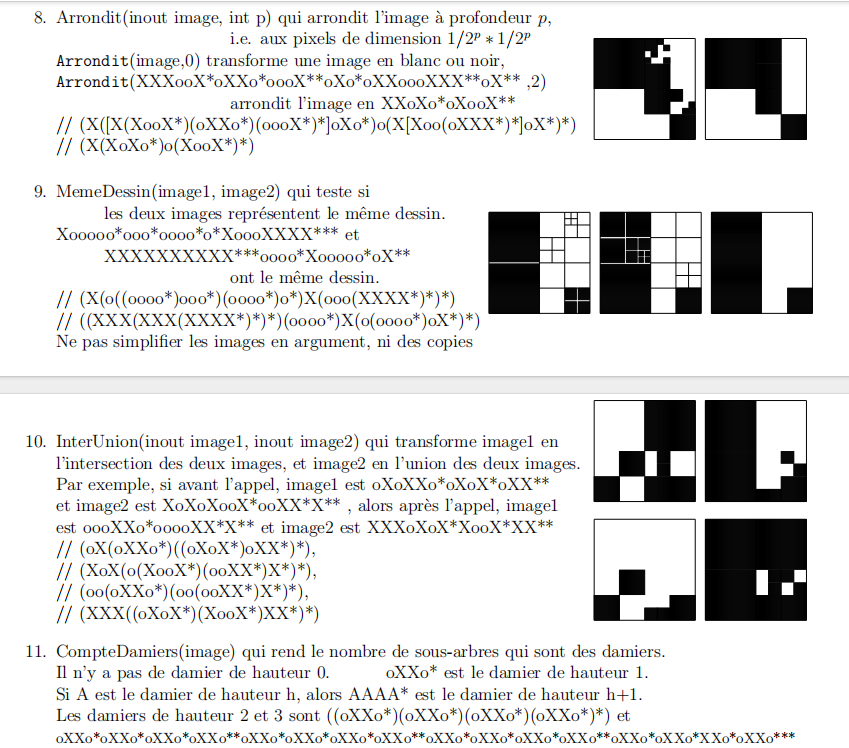 8. Arrondit(inout image, int p) qui arrondit l'image à profondeur p,
i.e. aux pixels de dimension 1/2^p * 1/2^p
Arrondit(image,0) transforme une image en blanc ou noir,
Arrondit(XXXooX*oXXo*oooX**oXo*oXXoooXXX**oX** ,2)
arrondit l'image en XXoXo*oXooX**
// (X([X(XooX*)(oXXo*)(oooX*)*]oXo*)o(X[Xoo(oXXX*)*]oX*)*)
// (X(XoXo*)o(XooX*)*)
9. MemeDessin(image1, image2) qui teste si
les deux images représentent le même dessin.
Xooooo*ooo*oooo*o*XoooXXXX*** et
XXXXXXXXXX***oooo*Xooooo*oX**
ont le même dessin.
// (X(o((oooo*)ooo*)(oooo*)o*)X(ooo(XXXX*)*)*)
// ((XXX(XXX(XXXX*)*)*)(oooo*)X(o(oooo*)oX*)*)
Ne pas simplifier les images en argument, ni des copies
10. InterUnion(inout image1, inout image2) qui transforme image1 en
l'intersection des deux images, et image2 en l'union des deux images.
Par exemple, si avant l'appel, image1 est oXoXXo*oXoX*oXX**
et image2 est XoXoXooX*ooXX*X** , alors après l'appel, image1
est oooXXo*ooooXX*X** et image2 est XXXoXoX*XooX*XX**
// (oX(oXXo*)((oXoX*)oXX*)*),
// (XoX(o(XooX*)(ooXX*)X*)*),
// (oo(oXXo*)(oo(ooXX*)X*)*),
// (XXX((oXoX*)(XooX*)XX*)*)
11. CompteDamiers(image) qui rend le nombre de sous-arbres qui sont des damiers.
Il n'y a pas de damier de hauteur 0. oXXo* est le damier de hauteur 1.
Si A est le damier de hauteur h, alors AAAA* est le damier de hauteur h+1.
Les damiers de hauteur 2 et 3 sont ((oXXo*)(oXXo*)(oXXo*)(oXXo*)*) et
oXXo*oXXo*oXXo*oXXo**oXXo*oXXo*oXXo*oXXo**oXXo*oXXo*oXXo*oXXo**oXXo*oXXo*XXo*oXXo***